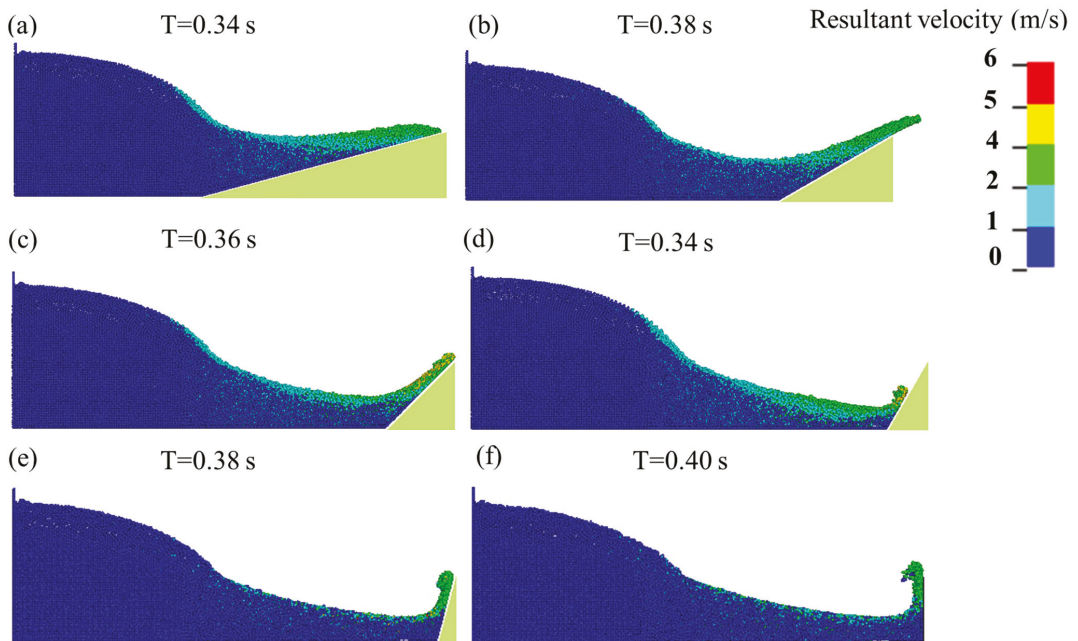 (a) T=0.34 s
(b) T=0.38 s
Resultant velocity (m/s)
6
5
4
2
1
0
(c) T=0.36 s
(d) T=0.34 s
(e) T=0.38 s
(f) T=0.40 s